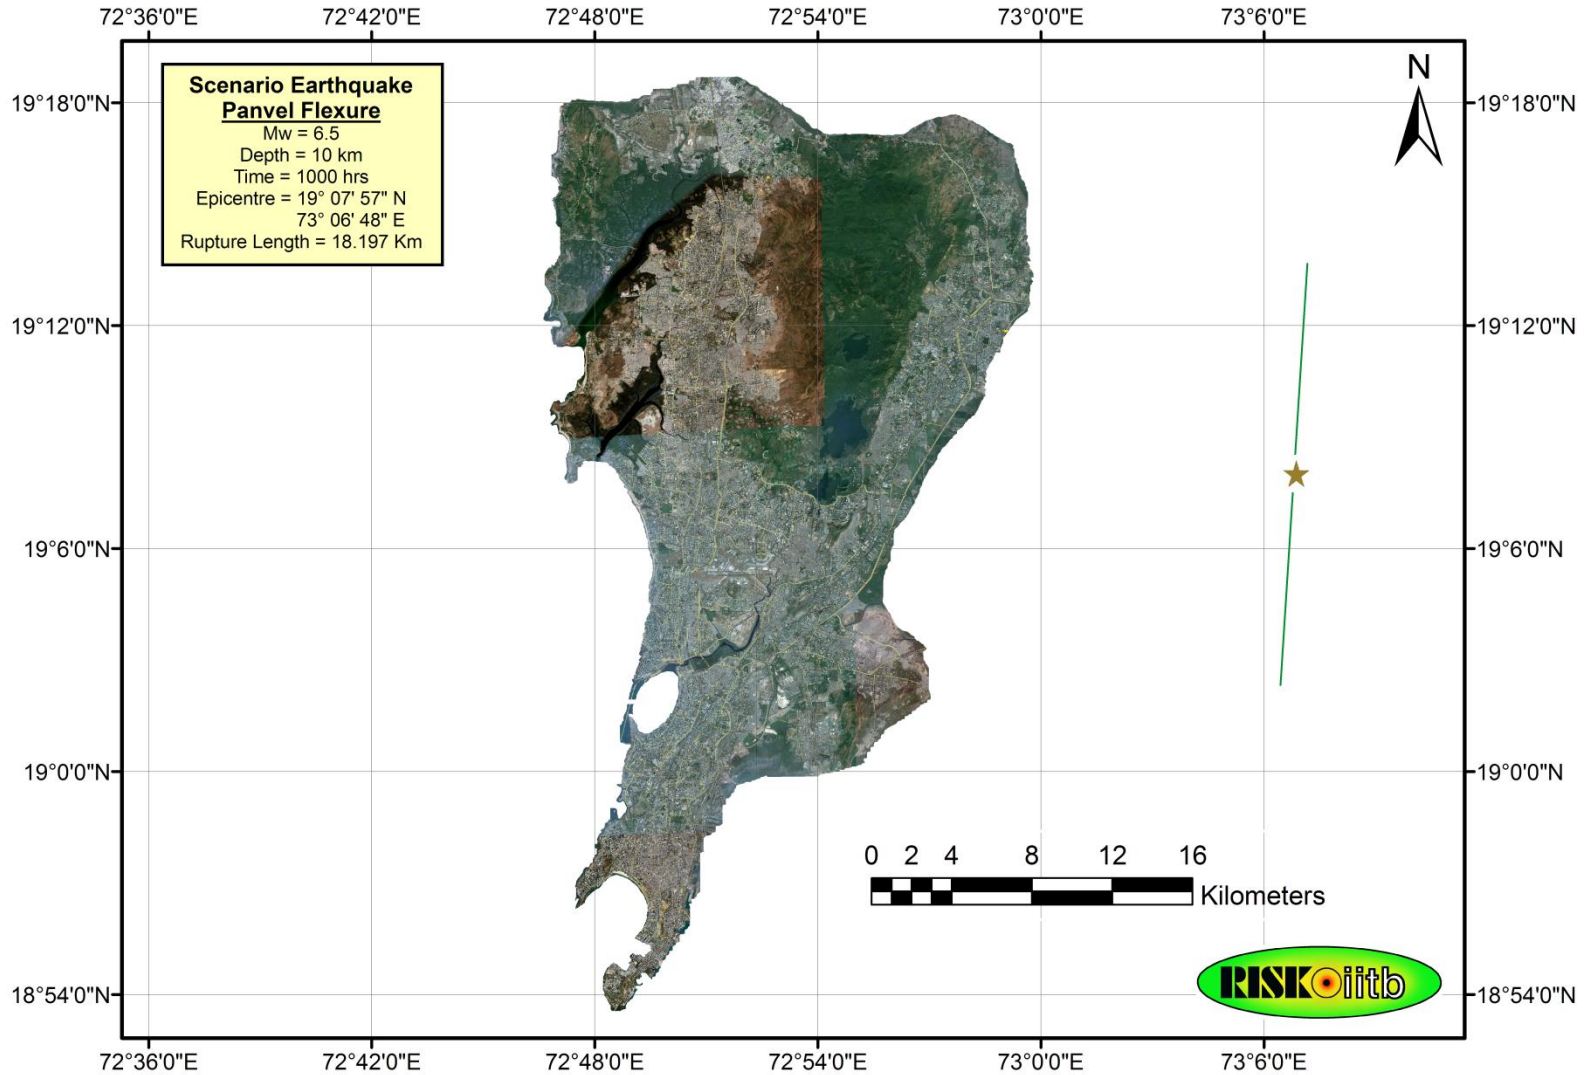 72°36'0"E 72°42'0"E 72°48'0"E 72°54'0"E 73°0'0"E 73°6'0"E
N
Scenario Earthquake
Panvel Flexure
Mw = 6.5
Depth = 10 km
Time = 1000 hrs
Epicentre = 19° 07' 57" N
73° 06' 48" E
Rupture Length = 18.197 Km
19°18'0"N 19°18'0"N
19°12'0"N 19°12'0"N
19°6'0"N 19°6'0"N
19°0'0"N 19°0'0"N
0 2 4 8 12 16
Kilometers
RISK iitb
18°54'0"N 18°54'0"N
72°36'0"E 72°42'0"E 72°48'0"E 72°54'0"E 73°0'0"E 73°6'0"E